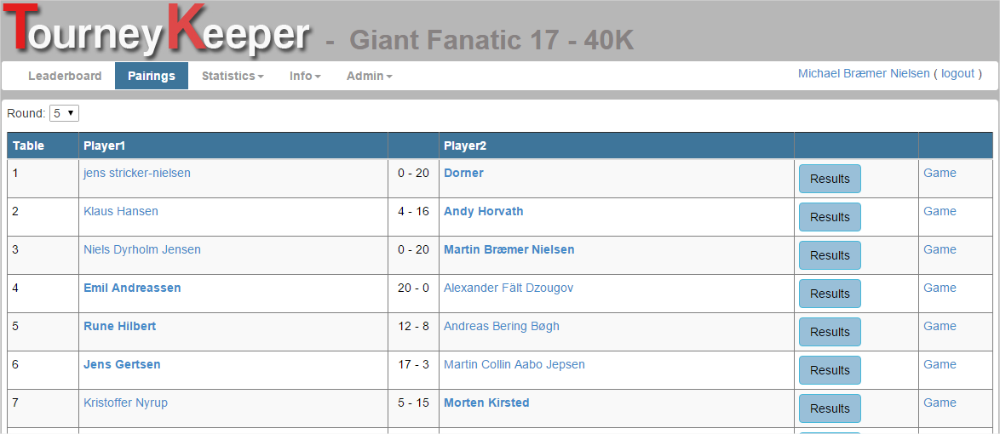 TourneyKeeper - Giant Fanatic 17 - 40K
Leaderboard Pairings Statistics Info Admin Michael Bræmer Nielsen ( logout )
Round: 5
Table Player1 Player2
1 jens stricker-nielsen 0 - 20 Dorner Results Game
2 Klaus Hansen 4 - 16 Andy Horvath Results Game
3 Niels Dyrholm Jensen 0 - 20 Martin Bræmer Nielsen Results Game
4 Emil Andreassen 20 - 0 Alexander Fält Dzougov Results Game
5 Rune Hilbert 12 - 8 Andreas Bering Bøgh Results Game
6 Jens Gertsen 17 - 3 Martin Collin Aabo Jepsen Results Game
7 Kristoffer Nyrup 5 - 15 Morten Kirsted Results Game